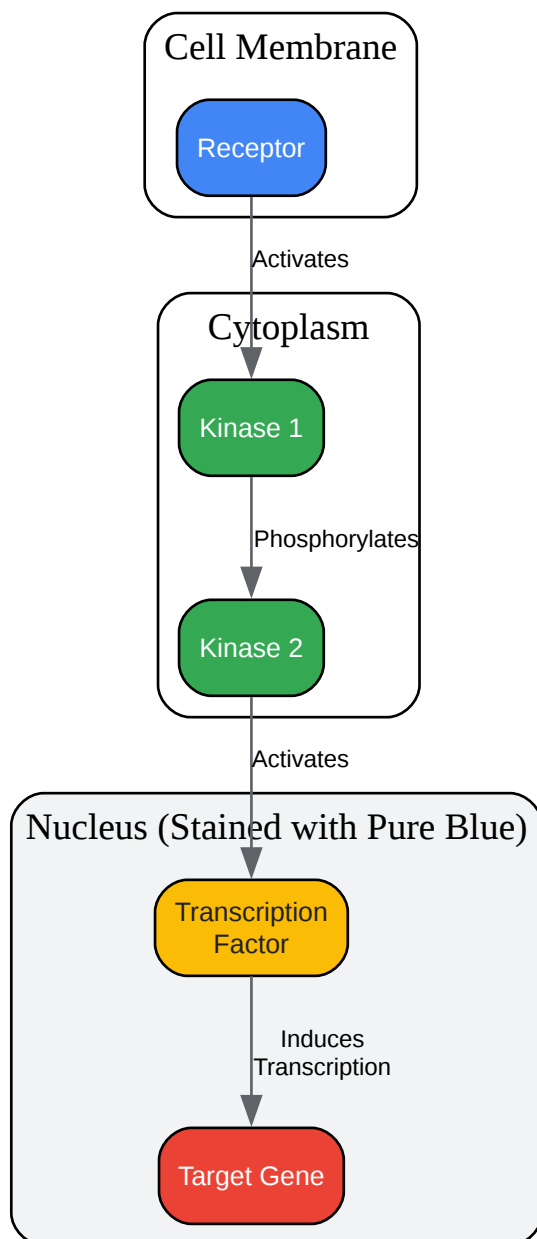 Cell Membrane
Receptor
Activates
Cytoplasm
Kinase 1
Phosphorylates
Kinase 2
Activates
Nucleus (Stained with Pure Blue)
Transcription
Factor
Induces
Transcription
Target Gene